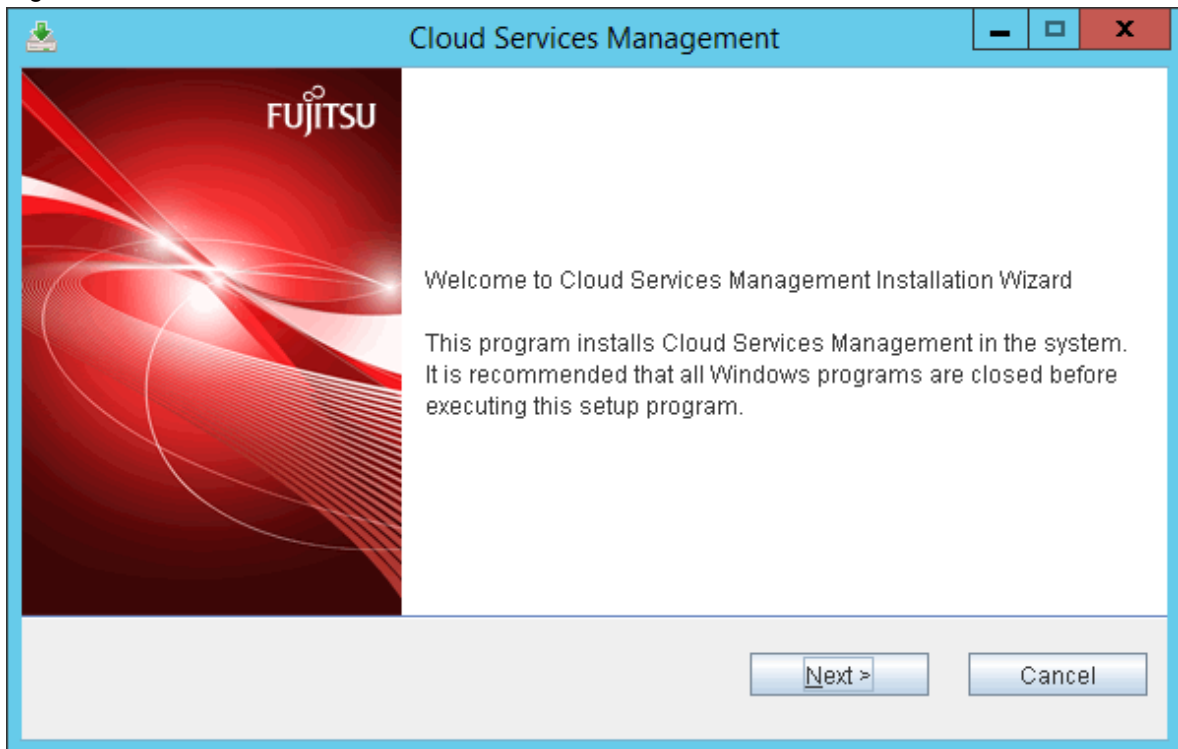 Cloud Services Management
FUJITSU
Welcome to Cloud Services Management Installation Wizard
This program installs Cloud Services Management in the system.
It is recommended that all Windows programs are closed before
executing this setup program.
Next >
Cancel